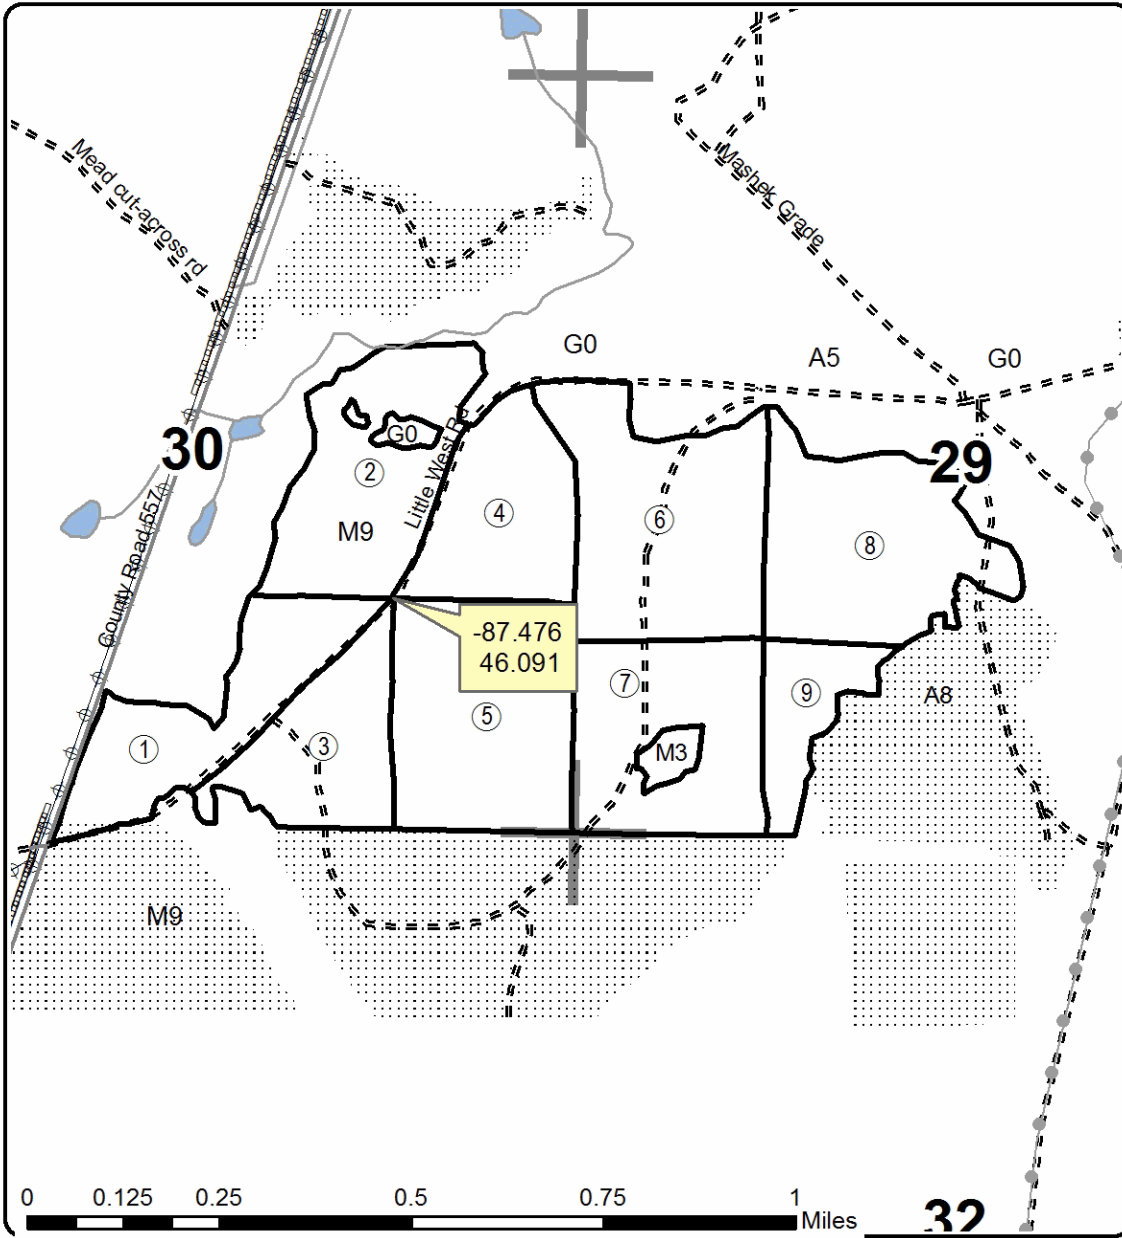 Mead cut-across rd
Mashek Grade
G0
A5
G0
30
G0
Little West Rd
29
2
4
6
8
M9
County Road 557
-87.476
46.091
7
9
A8
5
1
3
M3
M9
0 0.125 0.25 0.5 0.75 1
Miles
32